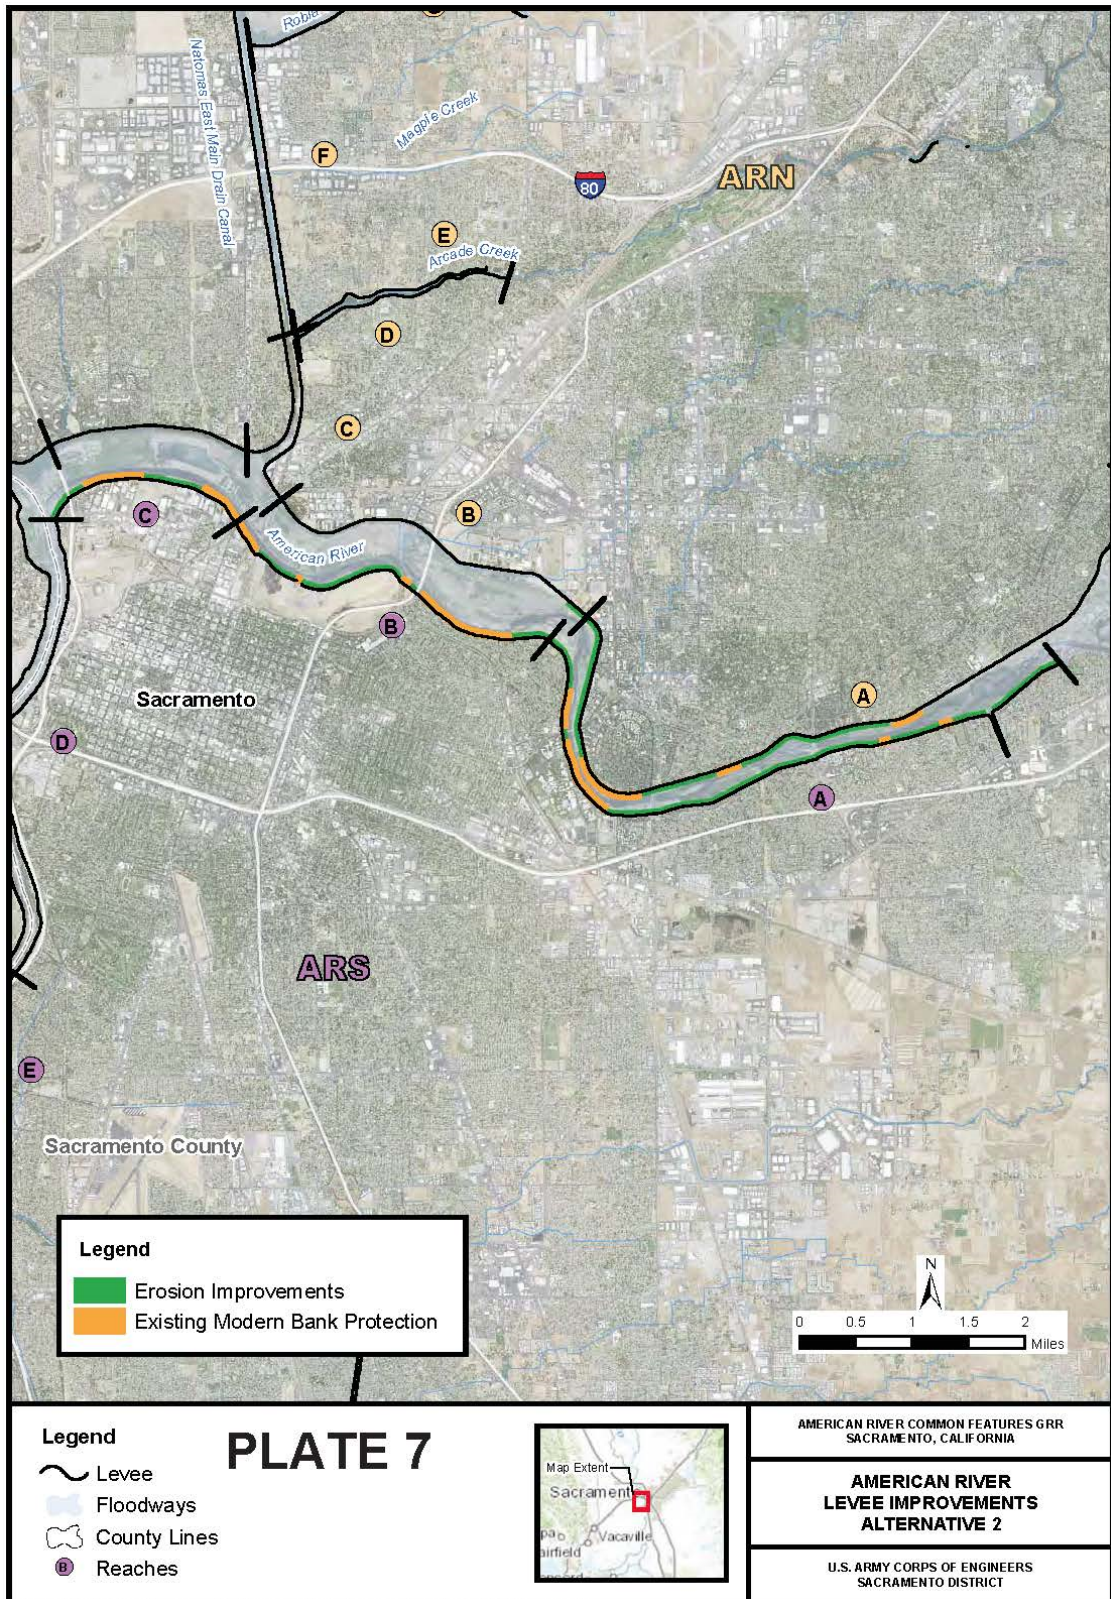 Robla
Natomas East Main Drain Canal
Magpie Creek
F
80
ARN
E
Arcade Creek
D
C
B
C
American River
B
Sacramento
A
D
A
ARS
E
Sacramento County
Legend
Erosion Improvements
Existing Modern Bank Protection
N
0 0.5 1 1.5 2
Miles
Legend
Levee
Floodways
County Lines
B Reaches
PLATE 7
Map Extent
Sacramento
Vacaville
airfield
AMERICAN RIVER COMMON FEATURES GRR
SACRAMENTO, CALIFORNIA
AMERICAN RIVER
LEVEE IMPROVEMENTS
ALTERNATIVE 2
U.S. ARMY CORPS OF ENGINEERS
SACRAMENTO DISTRICT